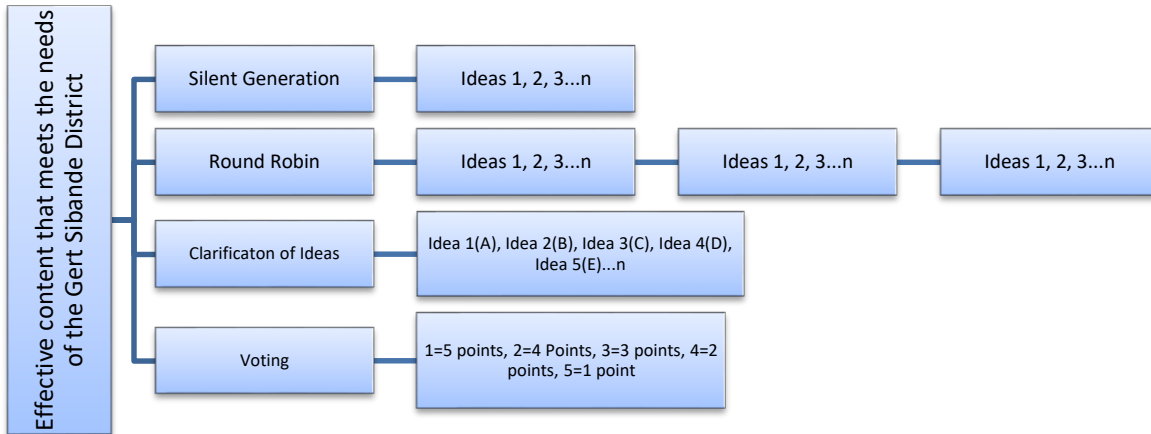 Effective content that meets the needs
of the Gert Sibande District
Silent Generation
Ideas 1, 2, 3...n
Round Robin
Ideas 1, 2, 3...n
Ideas 1, 2, 3...n
Ideas 1, 2, 3...n
Clarificaton of Ideas
Idea 1(A), Idea 2(B), Idea 3(C), Idea 4(D),
Idea 5(E)...n
Voting
1=5 points, 2=4 Points, 3=3 points, 4=2
points, 5=1 point